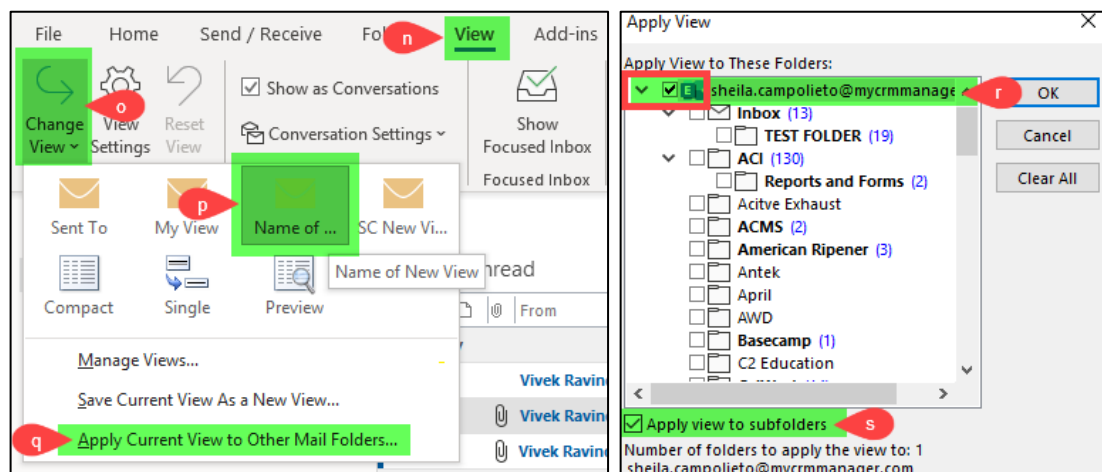 File Home Send / Receive Fol n View Add-ins
o
Change View Reset
View Settings View
Show as Conversations
Conversation Settings
Show
Focused Inbox
Focused Inbox
p
Sent To My View Name of ... SC New Vi...
Name of New View
hread
Compact Single Preview
From
Manage Views...
Save Current View As a New View...
q Apply Current View to Other Mail Folders...
Vivek Ravin
Vivek Ravin
Vivek Ravin
Apply View
Apply View to These Folders:
sheila.campolieto@mycrmmanage r
Inbox (13)
TEST FOLDER (19)
ACI (130)
Reports and Forms (2)
Acitve Exhaust
ACMS (2)
American Ripener (3)
Antek
April
AWD
Basecamp (1)
C2 Education
OK
Cancel
Clear All
Apply view to subfolders s
Number of folders to apply the view to: 1
sheila.campolieto@mycrmmanager.com